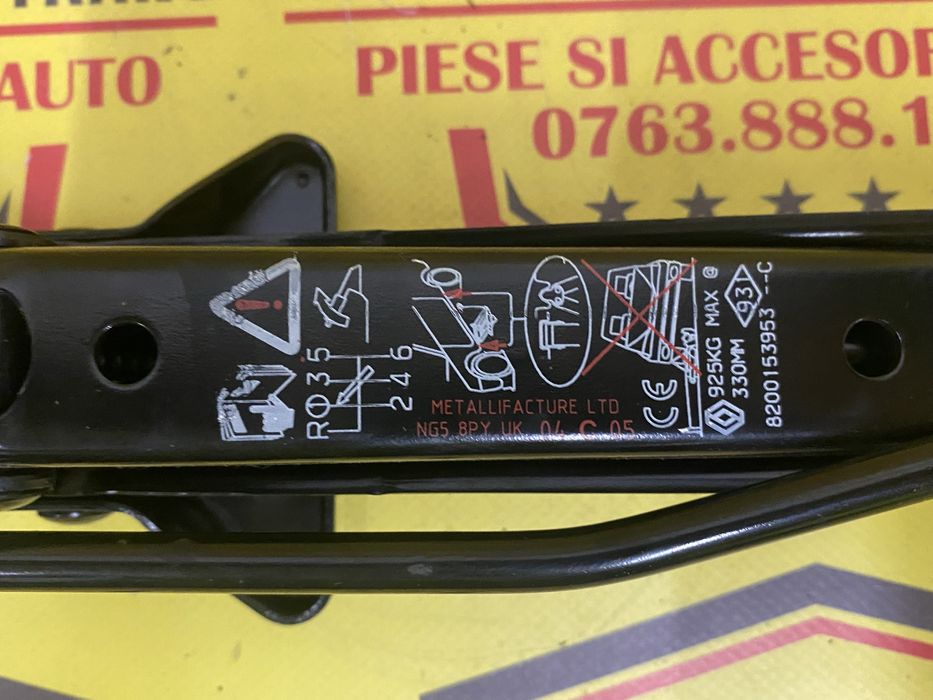 AUTO
PIESE SI ACCESOR
0763.888.1
5 6
3 4
R O 2
METALLIFACTURE LTD
NG5 8PY UK 04 C 05
CE
925KG MAX @
330MM 93
8200153953 --C